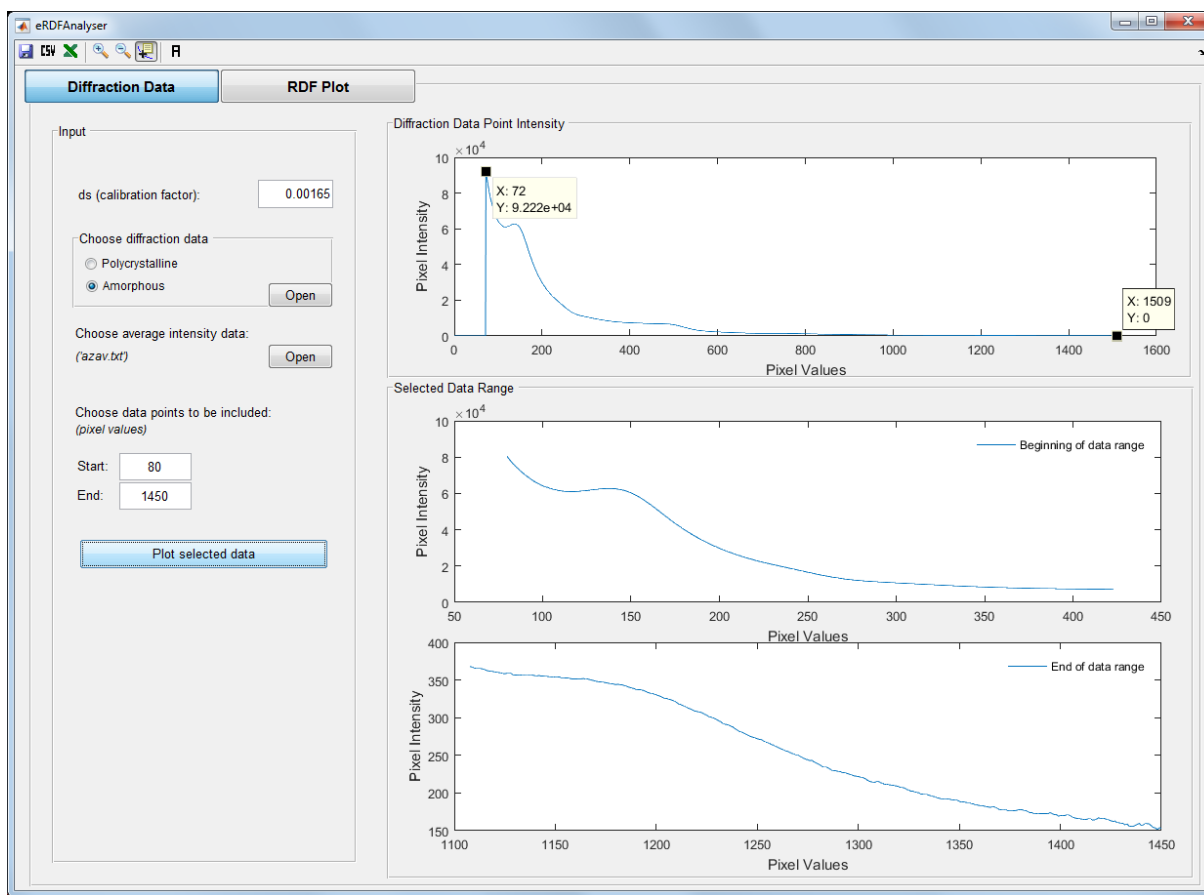 eRDFAnalyser
CSV
A
Diffraction Data
RDF Plot
Input
ds (calibration factor):
0.00165
Choose diffraction data
Polycrystalline
Amorphous
Open
Choose average intensity data:
('azav.txt')
Open
Choose data points to be included:
(pixel values)
Start:
80
End:
1450
Plot selected data
Diffraction Data Point Intensity
×10⁴
10
8
6
4
2
0
Pixel Intensity
X: 72
Y: 9.222e+04
X: 1509
Y: 0
0 200 400 600 800 1000 1200 1400 1600
Pixel Values
Selected Data Range
×10⁴
10
8
6
4
2
0
Pixel Intensity
Beginning of data range
50 100 150 200 250 300 350 400 450
Pixel Values
400
350
300
250
200
150
Pixel Intensity
End of data range
1100 1150 1200 1250 1300 1350 1400 1450
Pixel Values